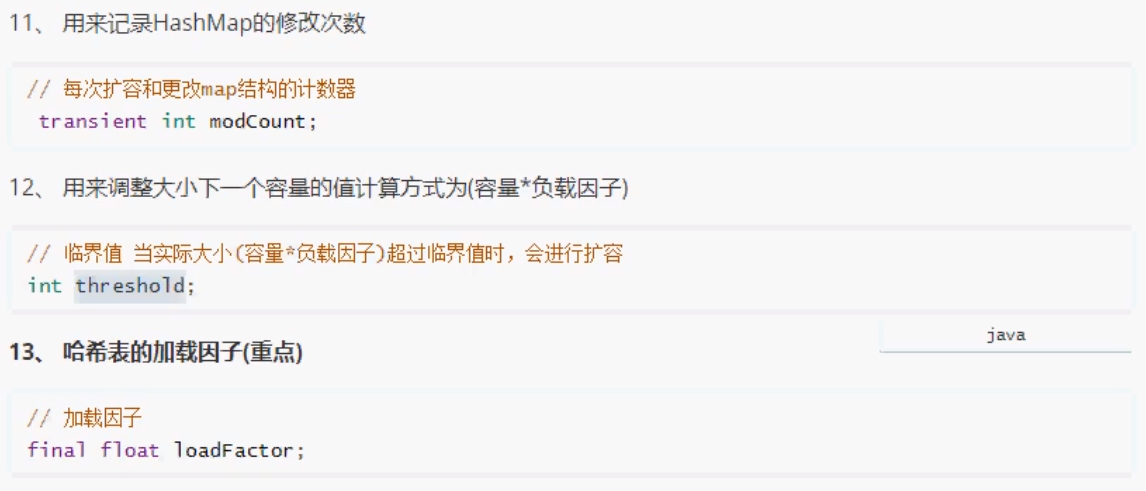 11、 用来记录HashMap的修改次数
// 每次扩容和更改map结构的计数器
transient int modCount;
12、 用来调整大小下一个容量的值计算方式为(容量*负载因子)
// 临界值 当实际大小(容量*负载因子)超过临界值时，会进行扩容
int threshold;
java
13、 哈希表的加载因子(重点)
// 加载因子
final float loadFactor;